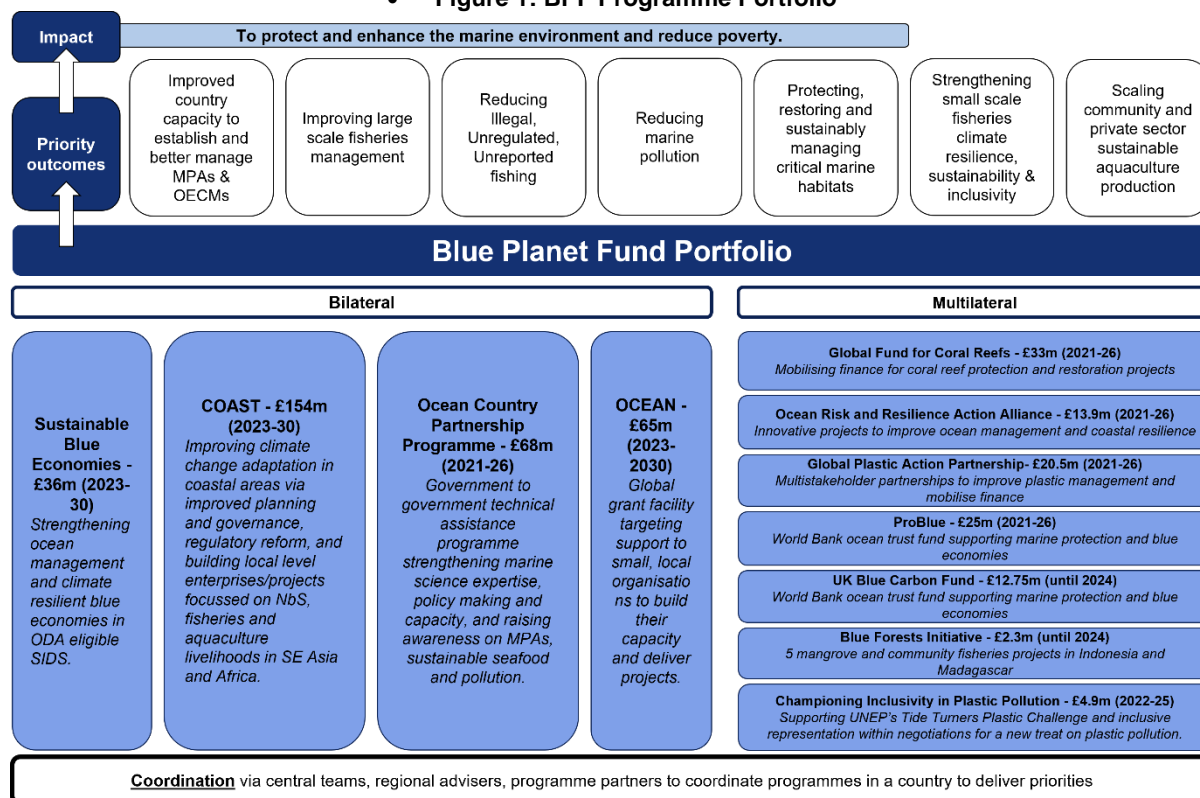 • Figure 1: BPF Programme Portfolio
Impact
To protect and enhance the marine environment and reduce poverty.
Priority
outcomes
Improved
country
capacity to
establish and
better manage
MPAs &
OECMs
Improving large
scale fisheries
management
Reducing
Illegal,
Unregulated,
Unreported
fishing
Reducing
marine
pollution
Protecting,
restoring and
sustainably
managing
critical marine
habitats
Strengthening
small scale
fisheries
climate
resilience,
sustainability &
inclusivity
Scaling
community and
private sector
sustainable
aquaculture
production
Blue Planet Fund Portfolio
Bilateral
Sustainable
Blue
Economies -
£36m (2023-
30)
Strengthening
ocean
management
and climate
resilient blue
economies in
ODA eligible
SIDS.
COAST - £154m
(2023-30)
Improving climate
change adaptation in
coastal areas via
improved planning
and governance,
regulatory reform, and
building local level
enterprises/projects
focussed on NbS,
fisheries and
aquaculture
livelihoods in SE Asia
and Africa.
Ocean Country
Partnership
Programme - £68m
(2021-26)
Government to
government technical
assistance
programme
strengthening marine
science expertise,
policy making and
capacity, and raising
awareness on MPAs,
sustainable seafood
and pollution.
OCEAN -
£65m
(2023-
2030)
Global
grant facility
targeting
support to
small, local
organisatio
ns to build
their
capacity
and deliver
projects.
Multilateral
Global Fund for Coral Reefs - £33m (2021-26)
Mobilising finance for coral reef protection and restoration projects
Ocean Risk and Resilience Action Alliance - £13.9m (2021-26)
Innovative projects to improve ocean management and coastal resilience
Global Plastic Action Partnership- £20.5m (2021-26)
Multistakeholder partnerships to improve plastic management and
mobilise finance
ProBlue - £25m (2021-26)
World Bank ocean trust fund supporting marine protection and blue
economies
UK Blue Carbon Fund - £12.75m (until 2024)
World Bank ocean trust fund supporting marine protection and blue
economies
Blue Forests Initiative - £2.3m (until 2024)
5 mangrove and community fisheries projects in Indonesia and
Madagascar
Championing Inclusivity in Plastic Pollution - £4.9m (2022-25)
Supporting UNEP's Tide Turners Plastic Challenge and inclusive
representation within negotiations for a new treat on plastic pollution.
Coordination via central teams, regional advisers, programme partners to coordinate programmes in a country to deliver priorities